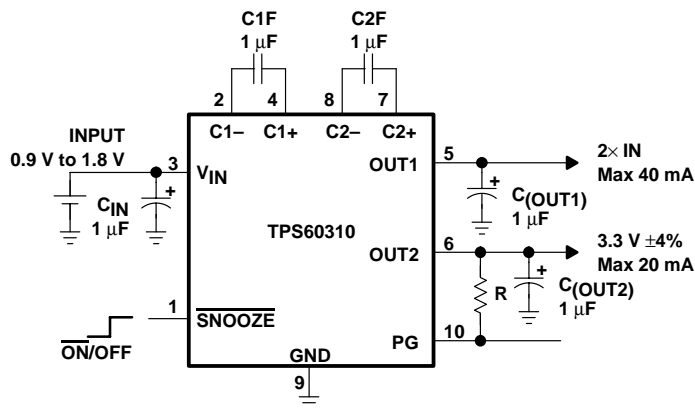 C1F
1 μF
C2F
1 μF
2
4
8
7
C1–
C1+
C2–
C2+
INPUT
0.9 V to 1.8 V
3
VIN
OUT1
5
2× IN
Max 40 mA
+
CIN
1 μF
+
C(OUT1)
1 μF
TPS60310
OUT2
6
3.3 V ±4%
Max 20 mA
R
+
C(OUT2)
1 μF
1
SNOOZE
ON/OFF
PG
10
GND
9